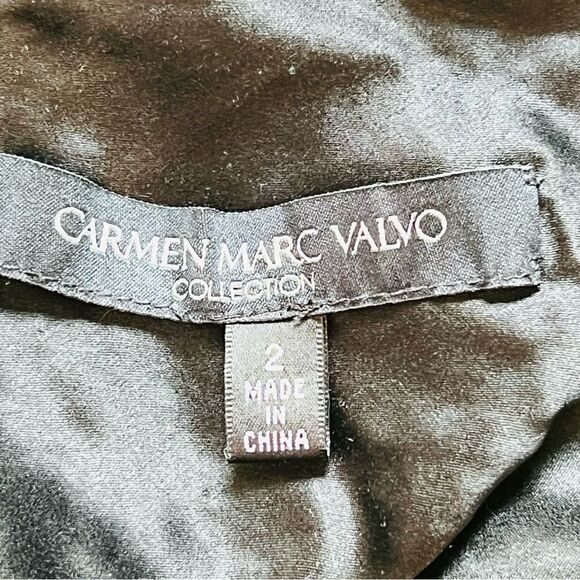 CARMEN MARC VALVO
COLLECTION
2
MADE
IN
CHINA